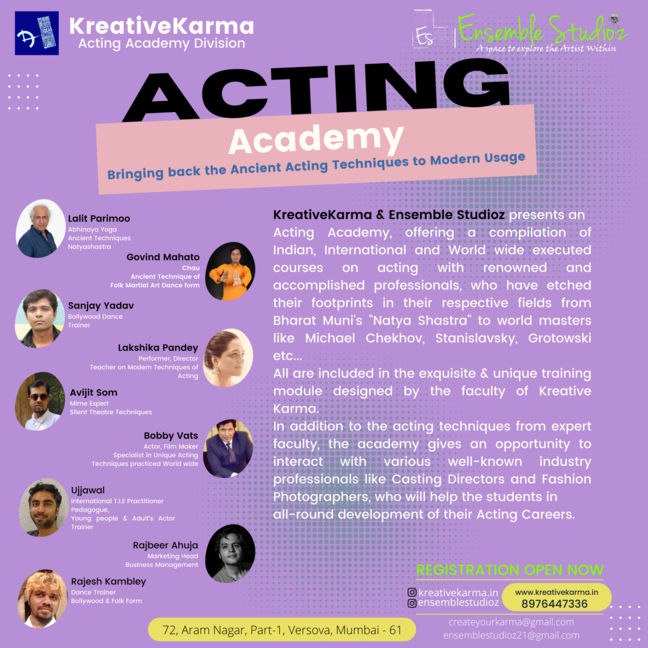 KreativeKarma
Acting Academy Division
Es
Ensemble Studioz
A space to explore the Artist Within
ACTING
Academy
Bringing back the Ancient Acting Techniques to Modern Usage
Lalit Parimoo
Abhinaya Yoga
Ancient Techniques
Natyashastra
Govind Mahato
Chau
Ancient Technique of
Folk Martial Art Dance form
Sanjay Yadav
Bollywood Dance
Trainer
Lakshika Pandey
Performer, Director
Teacher on Modern Techniques of
Acting
Avijit Som
Mime Expert
Silent Theatre Techniques
Bobby Vats
Actor, Film Maker
Specialist in Unique Acting
Techniques practiced World wide
Ujjawal
International T.I.E Practitioner
Pedagogue,
Young people & Adult's Actor
Trainer
Rajbeer Ahuja
Marketing Head
Business Management
Rajesh Kambley
Dance Trainer
Bollywood & Folk Form
KreativeKarma & Ensemble Studioz presents an
Acting Academy, offering a compilation of
Indian, International and World wide executed
courses on acting with renowned and
accomplished professionals, who have etched
their footprints in their respective fields from
Bharat Muni's "Natya Shastra" to world masters
like Michael Chekhov, Stanislavsky, Grotowski
etc...
All are included in the exquisite & unique training
module designed by the faculty of Kreative
Karma.
In addition to the acting techniques from expert
faculty, the academy gives an opportunity to
interact with various well-known industry
professionals like Casting Directors and Fashion
Photographers, who will help the students in
all-round development of their Acting Careers.
REGISTRATION OPEN NOW
kreativekarma.in
ensemblestudioz
www.kreativekarma.in
8976447336
createyourkarma@gmail.com
ensemblestudioz21@gmail.com
72, Aram Nagar, Part-1, Versova, Mumbai - 61